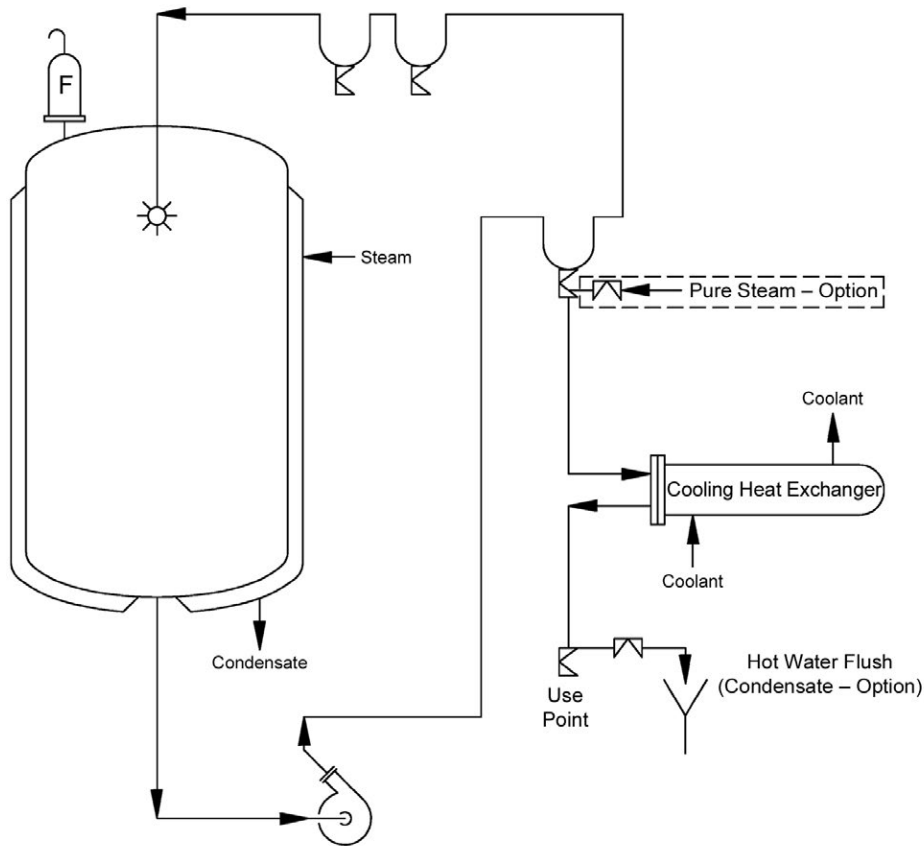 F
Steam
Pure Steam – Option
Coolant
Cooling Heat Exchanger
Coolant
Condensate
Use
Point
Hot Water Flush
(Condensate – Option)